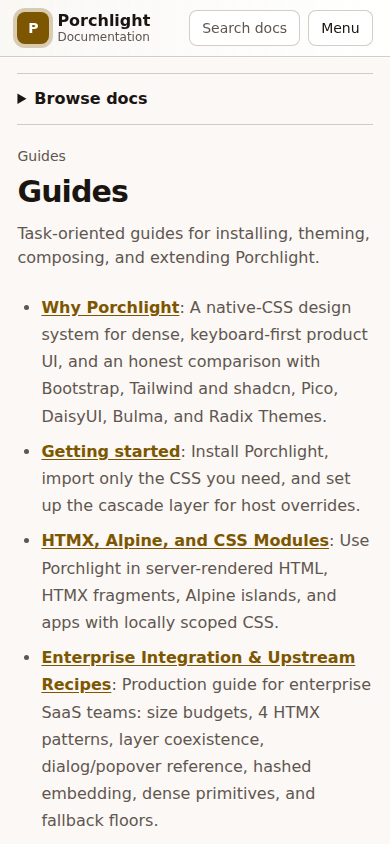 P
Porchlight
Documentation
Search docs
Menu
Browse docs
Guides
Guides
Task-oriented guides for installing, theming,
composing, and extending Porchlight.
Why Porchlight: A native-CSS design
system for dense, keyboard-first product
UI, and an honest comparison with
Bootstrap, Tailwind and shadcn, Pico,
DaisyUI, Bulma, and Radix Themes.
Getting started: Install Porchlight,
import only the CSS you need, and set
up the cascade layer for host overrides.
HTMX, Alpine, and CSS Modules: Use
Porchlight in server-rendered HTML,
HTMX fragments, Alpine islands, and
apps with locally scoped CSS.
Enterprise Integration & Upstream
Recipes: Production guide for enterprise
SaaS teams: size budgets, 4 HTMX
patterns, layer coexistence,
dialog/popover reference, hashed
embedding, dense primitives, and
fallback floors.